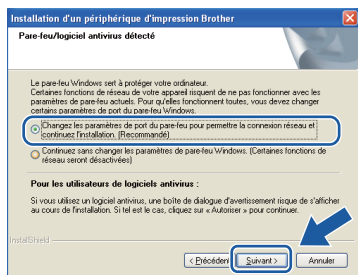 Installation d'un périphérique d'impression Brother
Pare-feu/logiciel antivirus détecté
Le pare-feu Windows sert à protéger votre ordinateur.
Certaines fonctions de réseau de votre appareil risquent de ne pas fonctionner avec les
paramètres de pare-feu actuels. Pour qu'elles fonctionnent toutes, vous devez changer
certains paramètres de port du pare-feu Windows.
Changez les paramètres de port du pare-feu pour permettre la connexion réseau et
continuez l'installation. (Recommandé)
Continuez sans changer les paramètres de pare-feu Windows. (Certaines fonctions de
réseau seront désactivées)
Pour les utilisateurs de logiciels antivirus :
Si vous utilisez un logiciel antivirus, une boîte de dialogue d'avertissement risque de s'afficher
au cours de l'installation. Si tel est le cas, cliquez sur « Autoriser » pour continuer.
InstallShield
< Précédent
Suivant >
Annuler